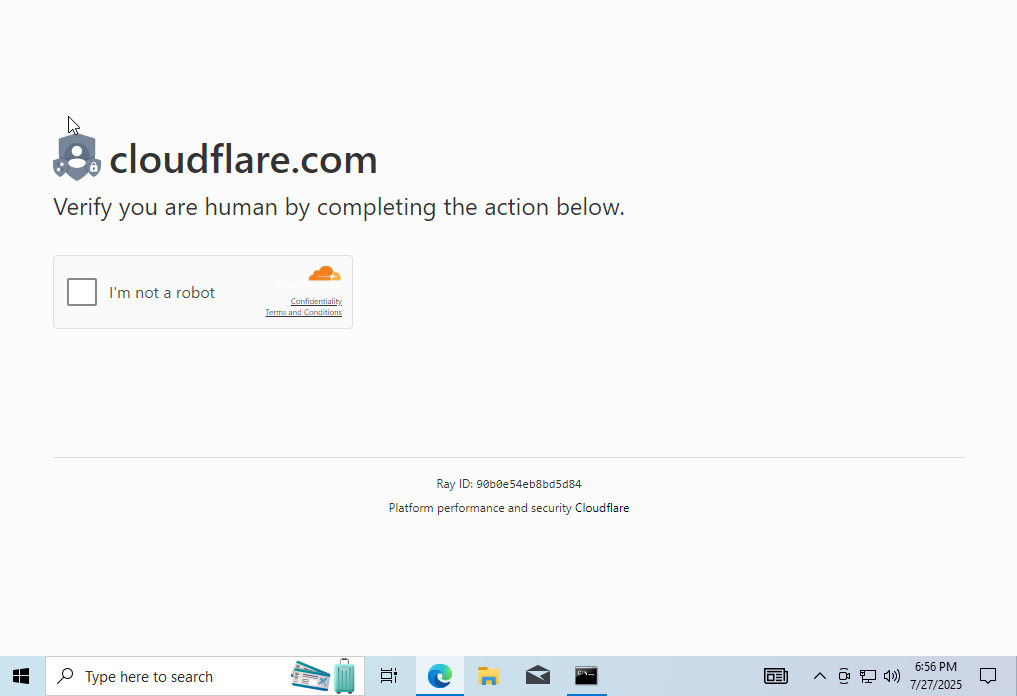 cloudflare.com
Verify you are human by completing the action below.
I'm not a robot
Confidentiality
Terms and Conditions
Ray ID: 90b0e54eb8bd5d84
Platform performance and security Cloudflare
Type here to search
6:56 PM
7/27/2025